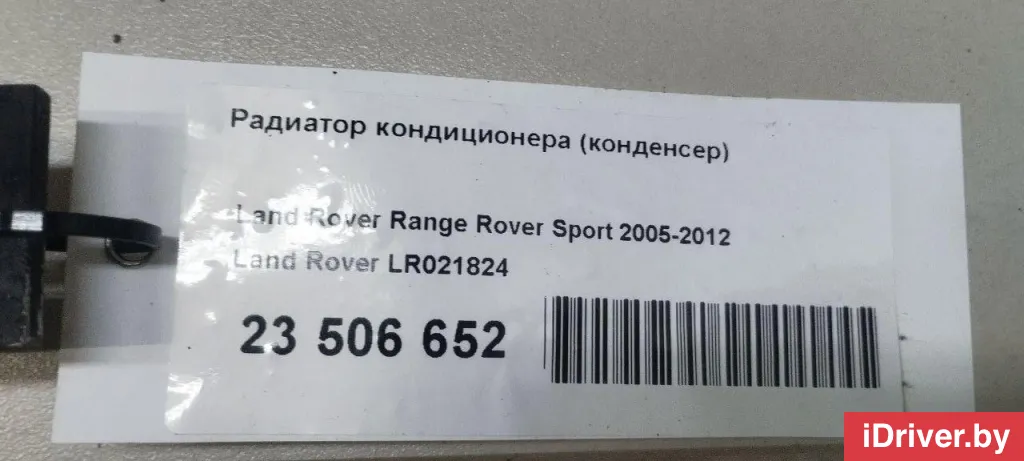 Радиатор кондиционера (конденсер)
Land Rover Range Rover Sport 2005-2012
Land Rover LR021824
23 506 652
iDriver.by